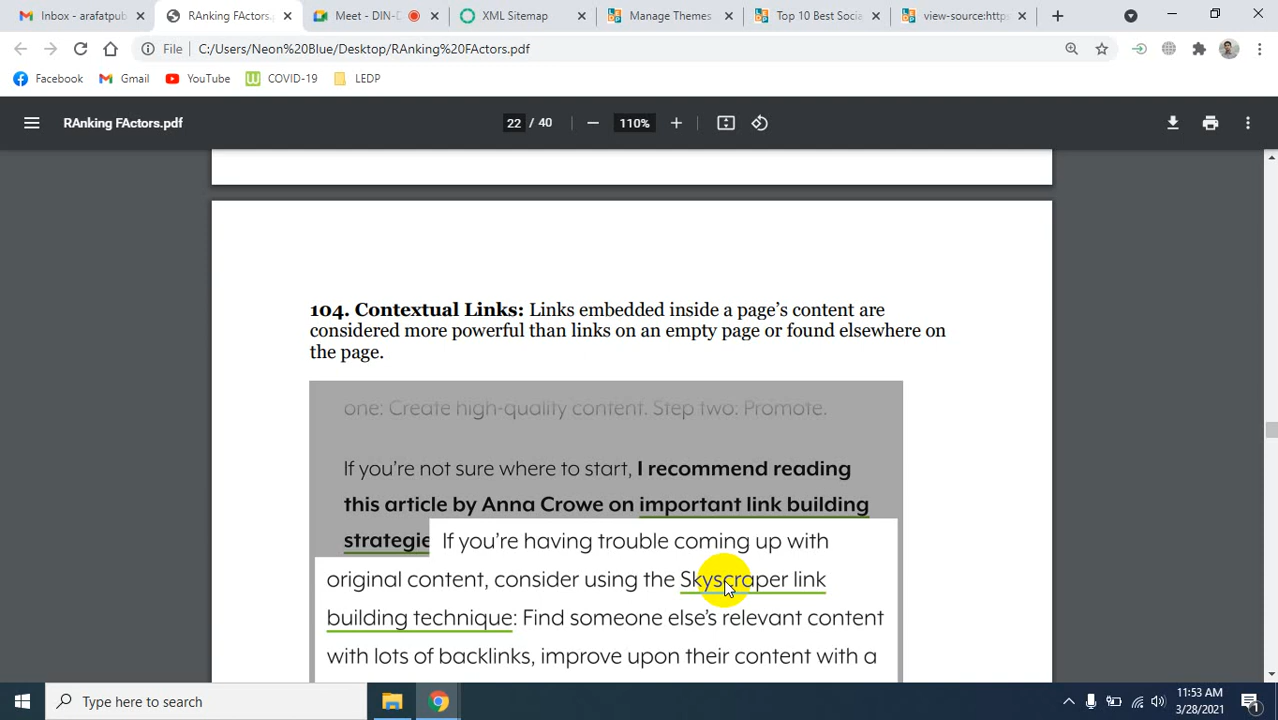 Inbox - arafatpub
RAnking FActors.
Meet - DIN-D
XML Sitemap
Manage Themes
Top 10 Best Socia
view-source:https
File
C:/Users/Neon%20Blue/Desktop/RAnking%20FActors.pdf
Facebook
Gmail
YouTube
COVID-19
LEDP
RAnking FActors.pdf
22 / 40
110%
104. Contextual Links: Links embedded inside a page's content are
considered more powerful than links on an empty page or found elsewhere on
the page.
one: Create high-quality content. Step two: Promote.
If you're not sure where to start, I recommend reading
this article by Anna Crowe on important link building
strategie
If you're having trouble coming up with
original content, consider using the Skyscraper link
building technique: Find someone else's relevant content
with lots of backlinks, improve upon their content with a
Type here to search
11:53 AM
3/28/2021